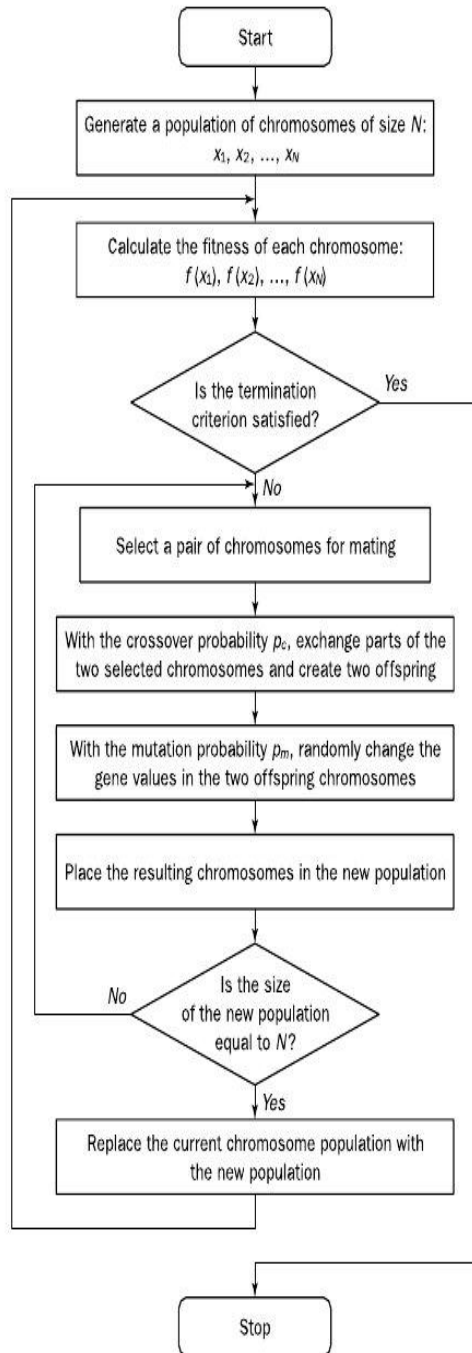 Start
Generate a population of chromosomes of size N:
x₁, x₂, ..., x_N
Calculate the fitness of each chromosome:
f (x₁), f (x₂), ..., f (x_N)
Is the termination
criterion satisfied?
Yes
No
Select a pair of chromosomes for mating
With the crossover probability p_c, exchange parts of the
two selected chromosomes and create two offspring
With the mutation probability p_m, randomly change the
gene values in the two offspring chromosomes
Place the resulting chromosomes in the new population
Is the size
of the new population
equal to N?
No
Yes
Replace the current chromosome population with
the new population
Stop